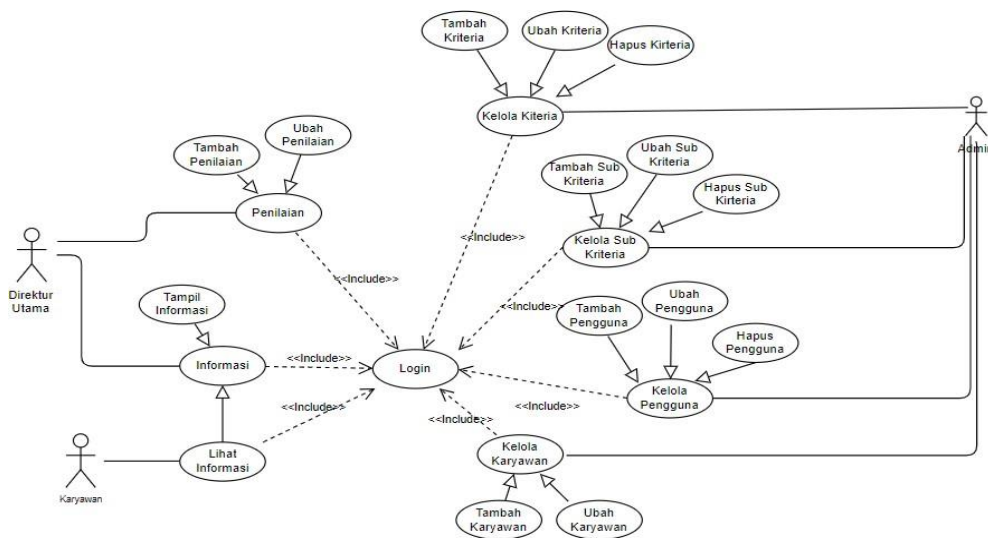 Tambah
Kriteria
Ubah Kriteria
Hapus Kirteria
Kelola Kiteria
Admin
Ubah
Penilaian
Tambah
Penilaian
Penilaian
Ubah Sub
Kriteria
Tambah Sub
Kriteria
Hapus Sub
Kirteria
Kelola Sub
Kriteria
<<Include>>
<<Include>>
<<Include>>
Direktur
Utama
Tampil
Informasi
Informasi
<<Include>>
Login
Tambah
Pengguna
Ubah
Pengguna
Hapus
Pengguna
Kelola
Pengguna
<<Include>>
<<Include>>
<<Include>>
Karyawan
Lihat
Informasi
Kelola
Karyawan
Tambah
Karyawan
Ubah
Karyawan